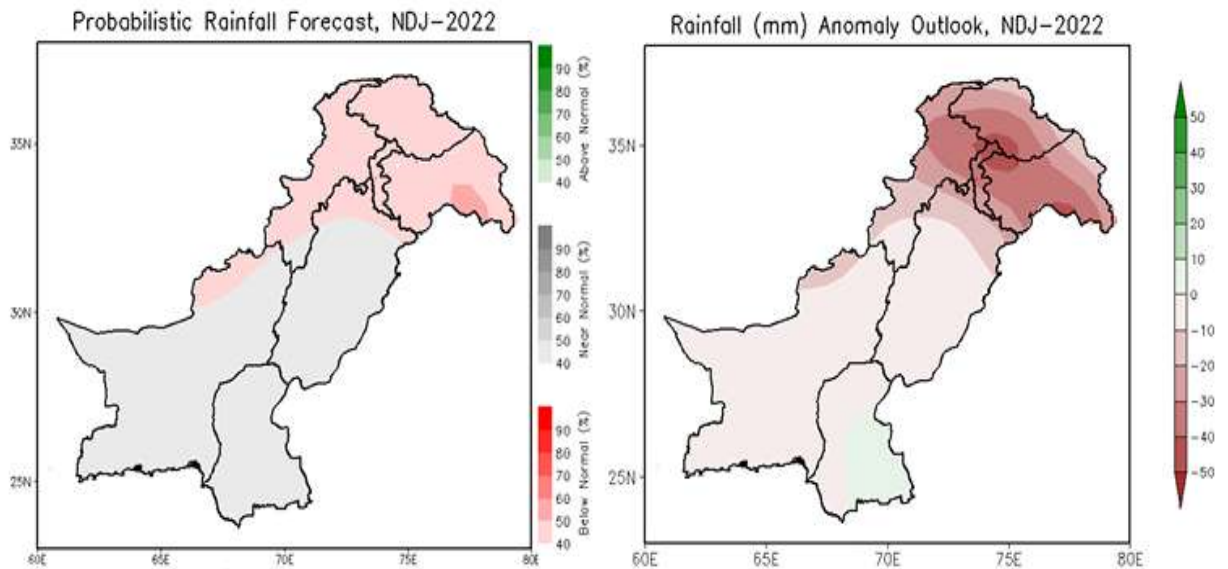 Probabilistic Rainfall Forecast, NDJ-2022
35N
30N
25N
60E 65E 70E 75E 80E
90
80
70
60
50
40
Above Normal (%)
90
80
70
60
50
40
Near Normal (%)
90
80
70
60
50
40
Below Normal (%)
Rainfall (mm) Anomaly Outlook, NDJ-2022
35N
30N
25N
60E 65E 70E 75E 80E
50
40
30
20
10
0
-10
-20
-30
-40
-50